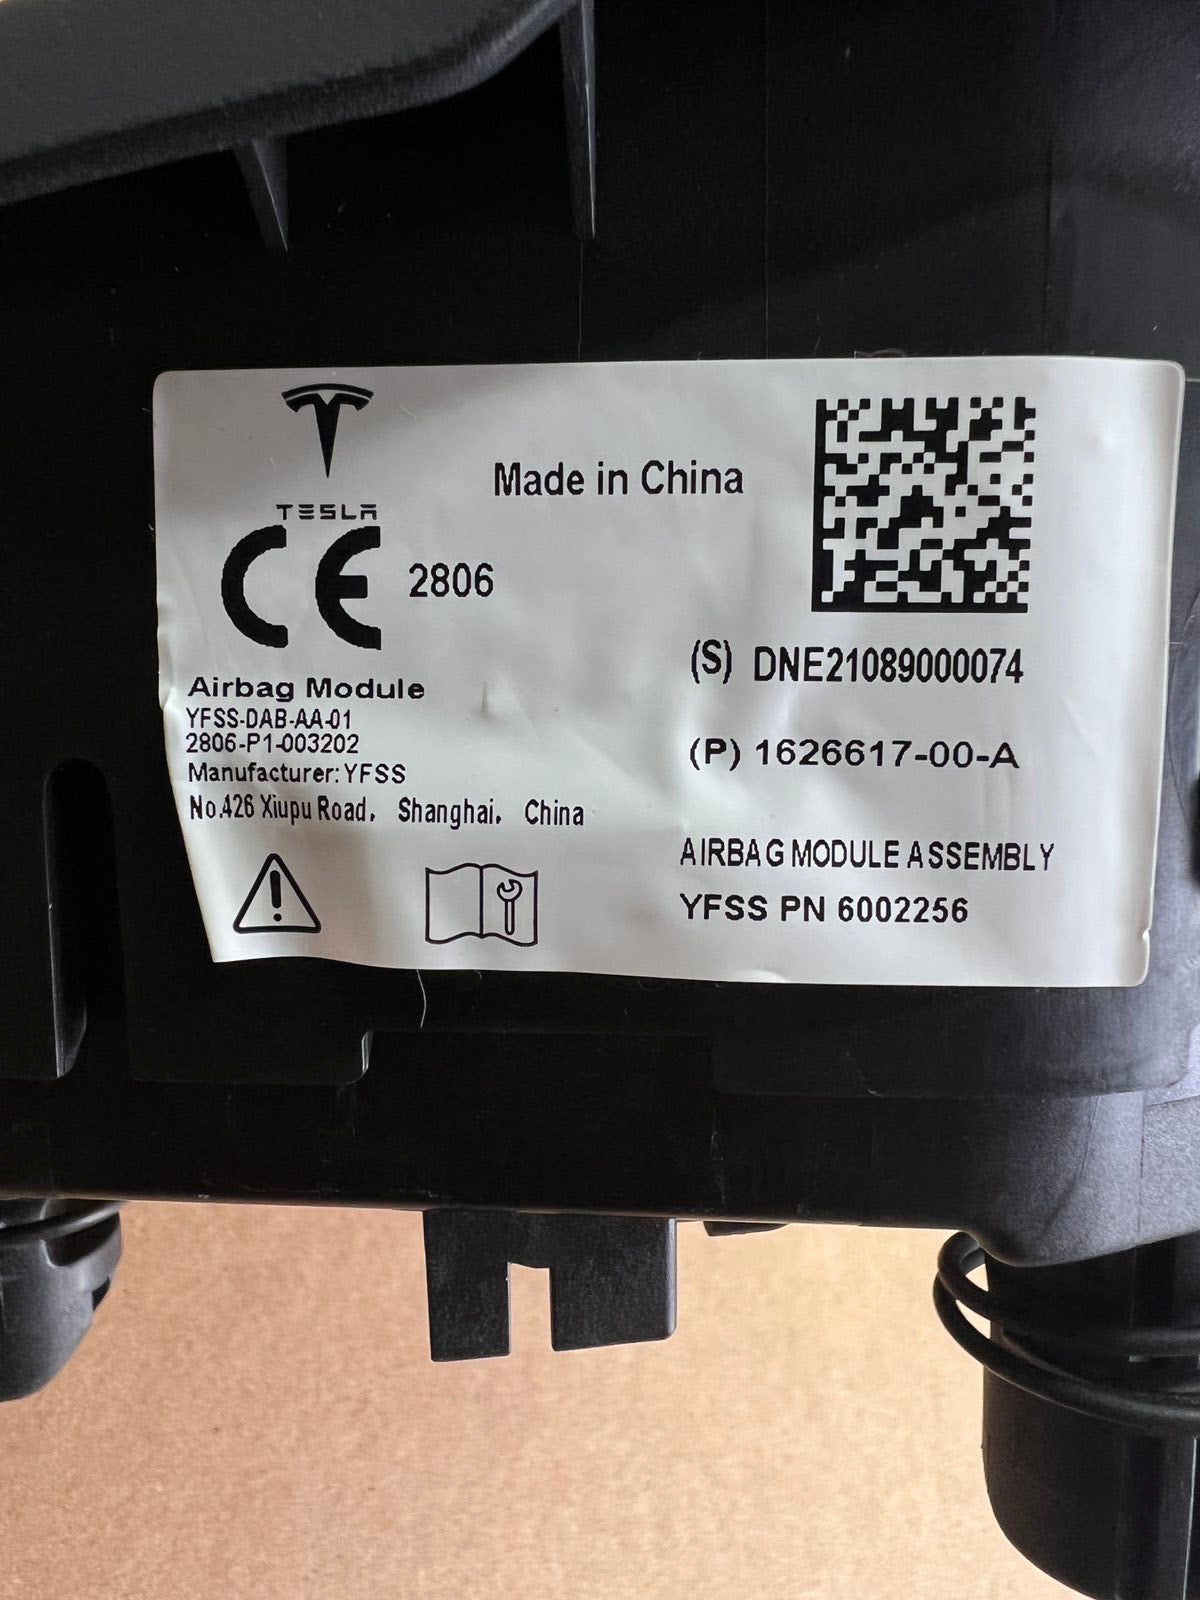 TESLA
Made in China
CE 2806
(S) DNE21089000074
Airbag Module
YFSS-DAB-AA-01
2806-P1-003202
Manufacturer:YFSS
No.426 Xiupu Road, Shanghai, China
(P) 1626617-00-A
AIRBAG MODULE ASSEMBLY
YFSS PN 6002256